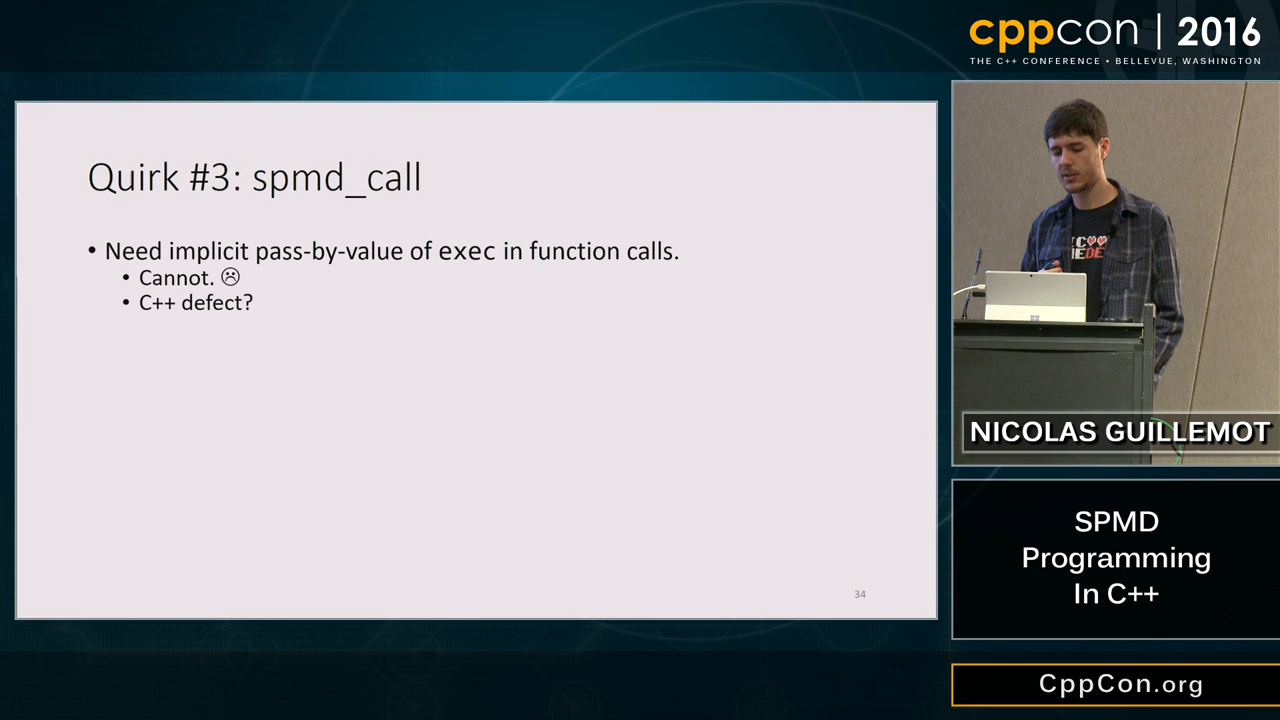 cppcon | 2016
THE C++ CONFERENCE • BELLEVUE, WASHINGTON
Quirk #3: spmd_call
• Need implicit pass-by-value of exec in function calls.
• Cannot. ☹
• C++ defect?
34
NICOLAS GUILLEMOT
SPMD
Programming
In C++
CppCon.org